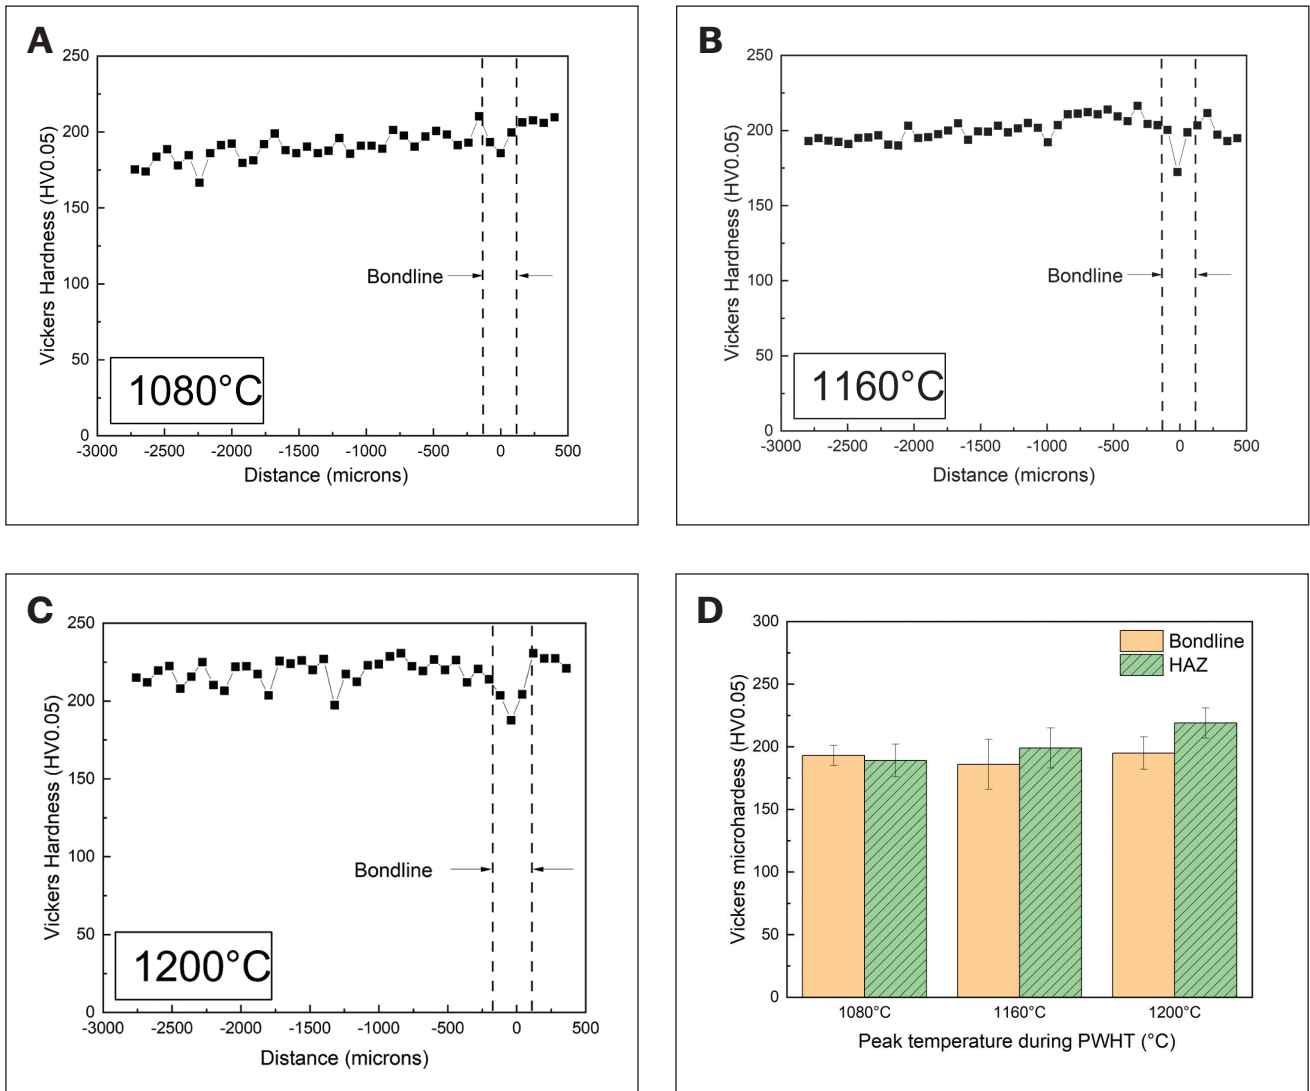 A
250
200
150
100
50
0
Vickers Hardness (HV0.05)
Bondline
1080°C
-3000 -2500 -2000 -1500 -1000 -500 0 500
Distance (microns)
B
250
200
150
100
50
0
Vickers Hardness (HV0.05)
Bondline
1160°C
-3000 -2500 -2000 -1500 -1000 -500 0 500
Distance (microns)
C
250
200
150
100
50
0
Vickers Hardness (HV0.05)
Bondline
1200°C
-3000 -2500 -2000 -1500 -1000 -500 0 500
Distance (microns)
D
300
250
200
150
100
50
0
Vickers microhardess (HV0.05)
Bondline
HAZ
1080°C 1160°C 1200°C
Peak temperature during PWHT (°C)